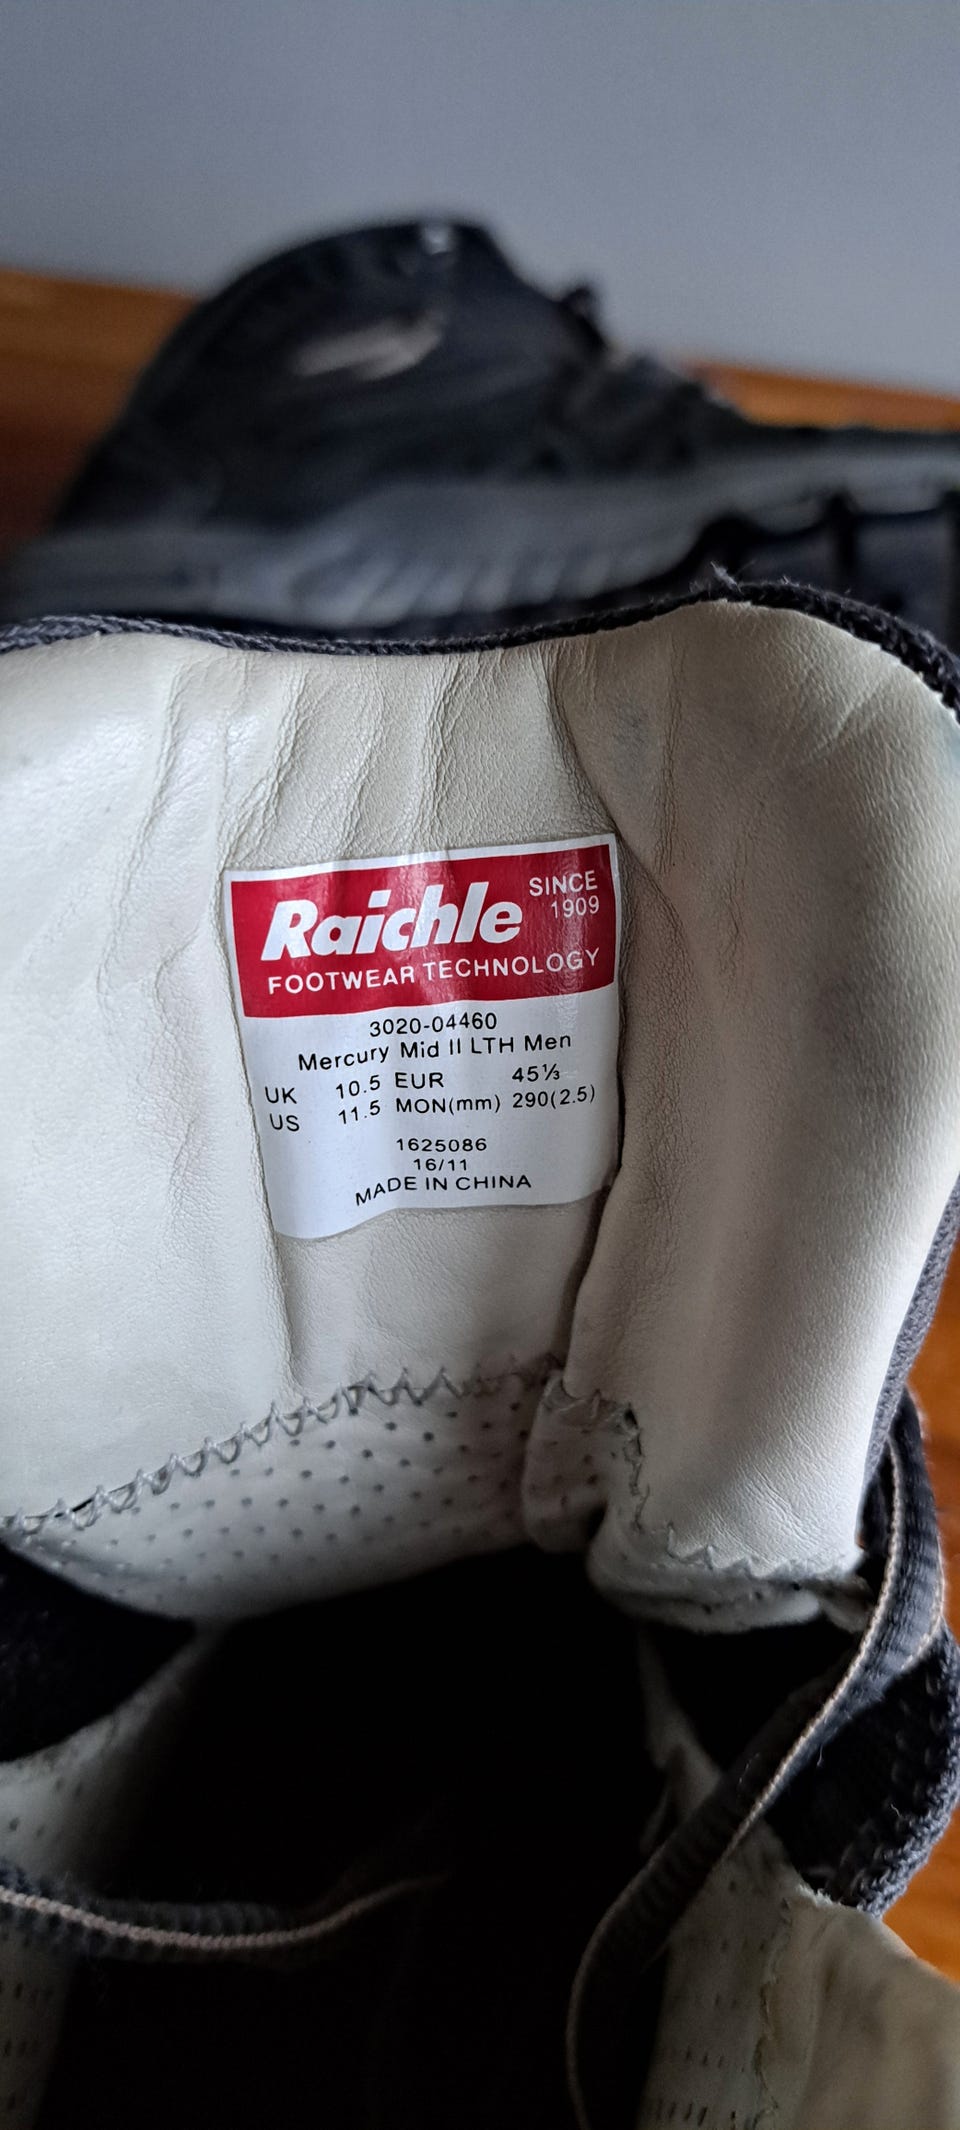 Raichle SINCE 1909
FOOTWEAR TECHNOLOGY
3020-04460
Mercury Mid II LTH Men
UK 10.5 EUR 45⅓
US 11.5 MON(mm) 290(2.5)
1625086
16/11
MADE IN CHINA